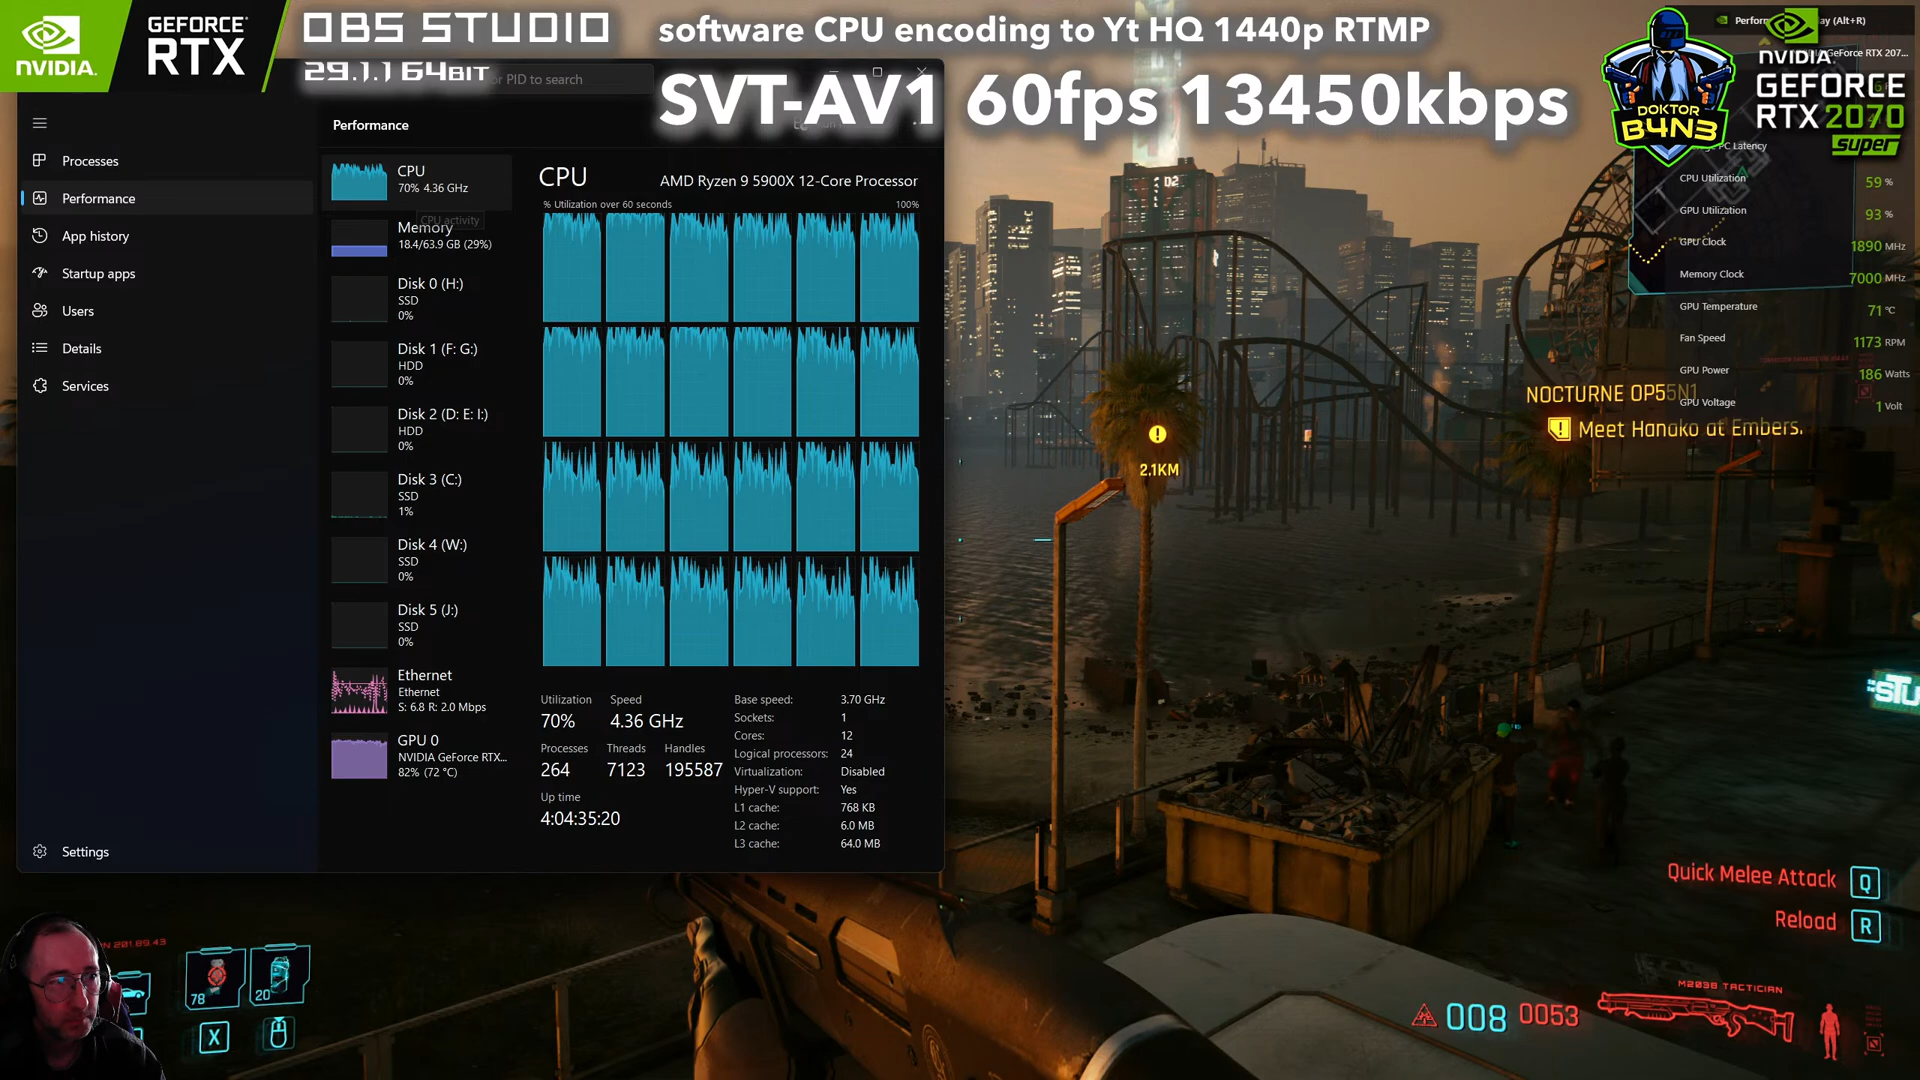 NVIDIA.
GEFORCE
RTX
OBS STUDIO
29.1.1 64BIT
software CPU encoding to Yt HQ 1440p RTMP
SVT-AV1 60fps 13450kbps
or PID to search
DOKTOR
B4N3
NVIDIA.
GEFORCE
RTX 2070
super
(Alt+R)
GeForce RTX 207...
PC Latency
CPU Utilization
59 %
GPU Utilization
93 %
GPU Clock
1890 MHz
Memory Clock
7000 MHz
GPU Temperature
71 °C
Fan Speed
1173 RPM
GPU Power
186 Watts
GPU Voltage
1 Volt
Processes
Performance
App history
Startup apps
Users
Details
Services
Settings
Performance
CPU
70% 4.36 GHz
CPU activity
Memory
18.4/63.9 GB (29%)
Disk 0 (H:)
SSD
0%
Disk 1 (F: G:)
HDD
0%
Disk 2 (D: E: I:)
HDD
0%
Disk 3 (C:)
SSD
1%
Disk 4 (W:)
SSD
0%
Disk 5 (J:)
SSD
0%
Ethernet
Ethernet
S: 6.8 R: 2.0 Mbps
GPU 0
NVIDIA GeForce RTX...
82% (72 °C)
CPU
AMD Ryzen 9 5900X 12-Core Processor
% Utilization over 60 seconds
100%
Utilization
70%
Speed
4.36 GHz
Processes
264
Threads
7123
Handles
195587
Up time
4:04:35:20
Base speed: 3.70 GHz
Sockets: 1
Cores: 12
Logical processors: 24
Virtualization: Disabled
Hyper-V support: Yes
L1 cache: 768 KB
L2 cache: 6.0 MB
L3 cache: 64.0 MB
NOCTURNE OP55N1
Meet Hanako at Embers.
2.1KM
Quick Melee Attack Q
Reload R
M2038 TACTICIAN
008 0053
78
20
X